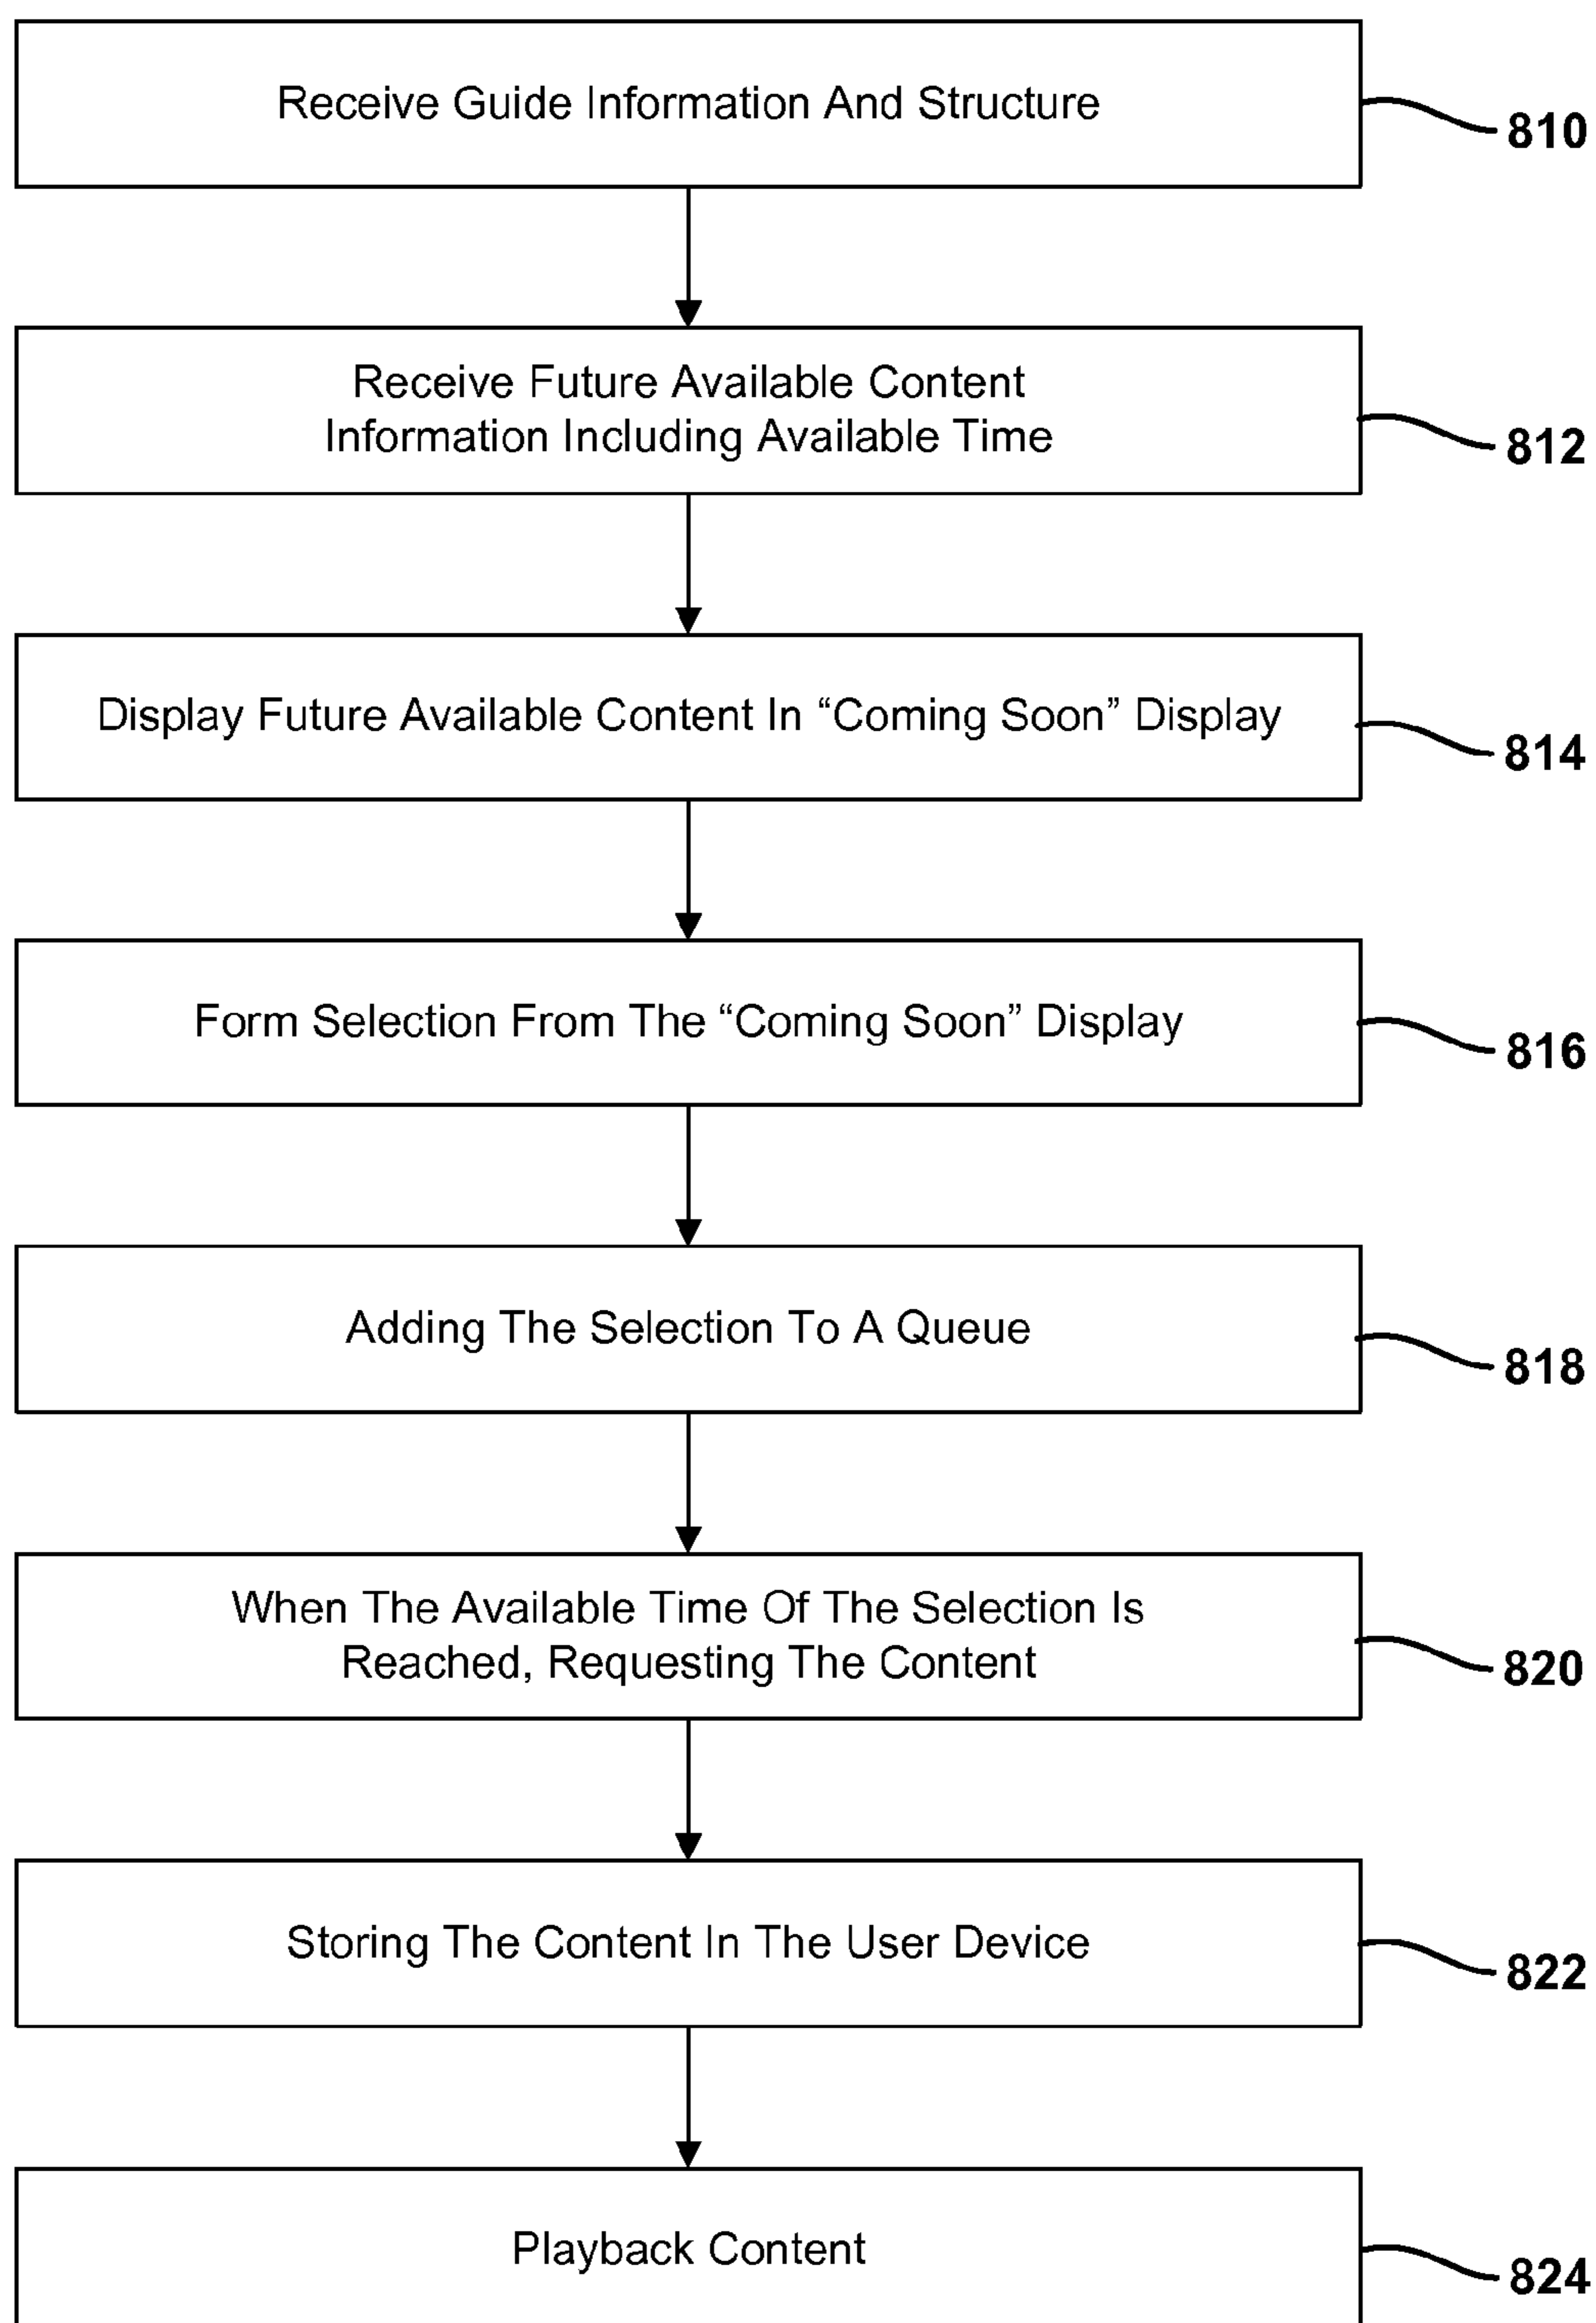 Receive Guide Information And Structure
810
Receive Future Available Content
Information Including Available Time
812
Display Future Available Content In “Coming Soon” Display
814
Form Selection From The “Coming Soon” Display
816
Adding The Selection To A Queue
818
When The Available Time Of The Selection Is
Reached, Requesting The Content
820
Storing The Content In The User Device
822
Playback Content
824